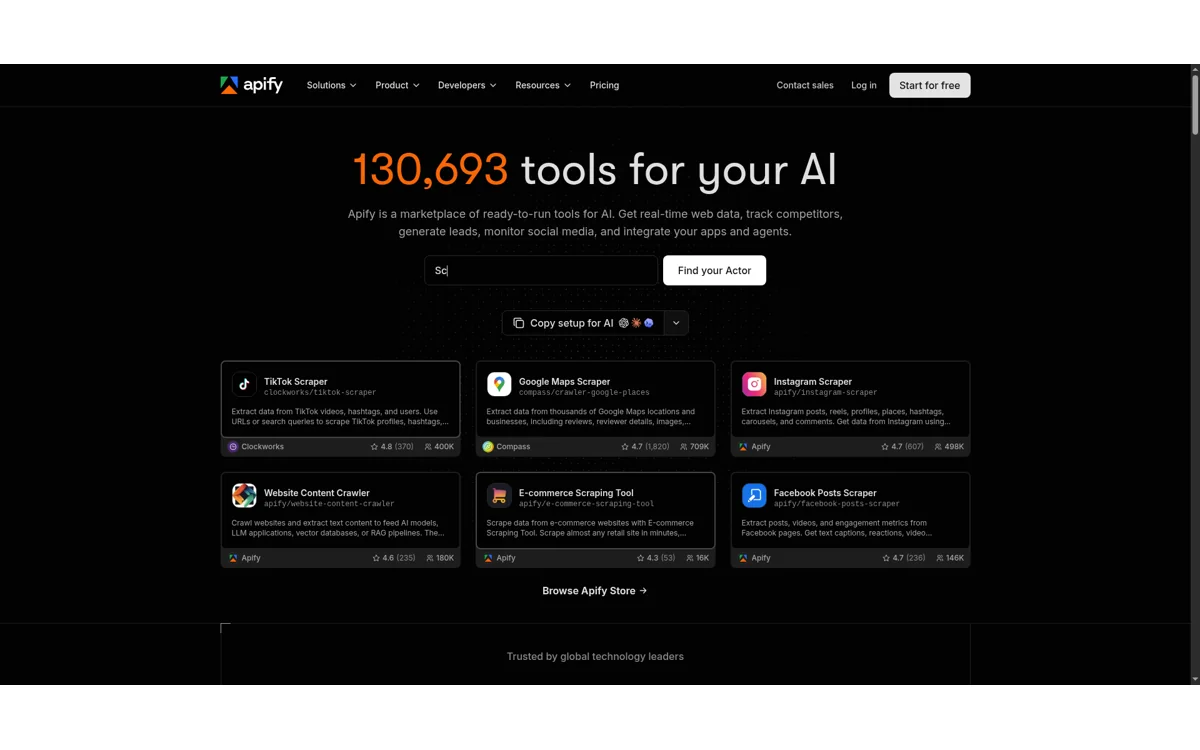 apify Solutions Product Developers Resources Pricing Contact sales Log in Start for free
130,693 tools for your AI
Apify is a marketplace of ready-to-run tools for AI. Get real-time web data, track competitors,
generate leads, monitor social media, and integrate your apps and agents.
Sc Find your Actor
Copy setup for AI
TikTok Scraper
clockworks/tiktok-scraper
Extract data from TikTok videos, hashtags, and users. Use
URLs or search queries to scrape TikTok profiles, hashtags,...
Clockworks 4.8 (370) 400K
Google Maps Scraper
compass/crawler-google-places
Extract data from thousands of Google Maps locations and
businesses, including reviews, reviewer details, images,...
Compass 4.7 (1,820) 709K
Instagram Scraper
apify/instagram-scraper
Extract Instagram posts, reels, profiles, places, hashtags,
carousels, and comments. Get data from Instagram using...
Apify 4.7 (607) 498K
Website Content Crawler
apify/website-content-crawler
Crawl websites and extract text content to feed AI models,
LLM applications, vector databases, or RAG pipelines. The...
Apify 4.6 (235) 180K
E-commerce Scraping Tool
apify/e-commerce-scraping-tool
Scrape data from e-commerce websites with E-commerce
Scraping Tool. Scrape almost any retail site in minutes,...
Apify 4.3 (53) 16K
Facebook Posts Scraper
apify/facebook-posts-scraper
Extract posts, videos, and engagement metrics from
Facebook pages. Get text captions, reactions, video...
Apify 4.7 (236) 146K
Browse Apify Store →
Trusted by global technology leaders